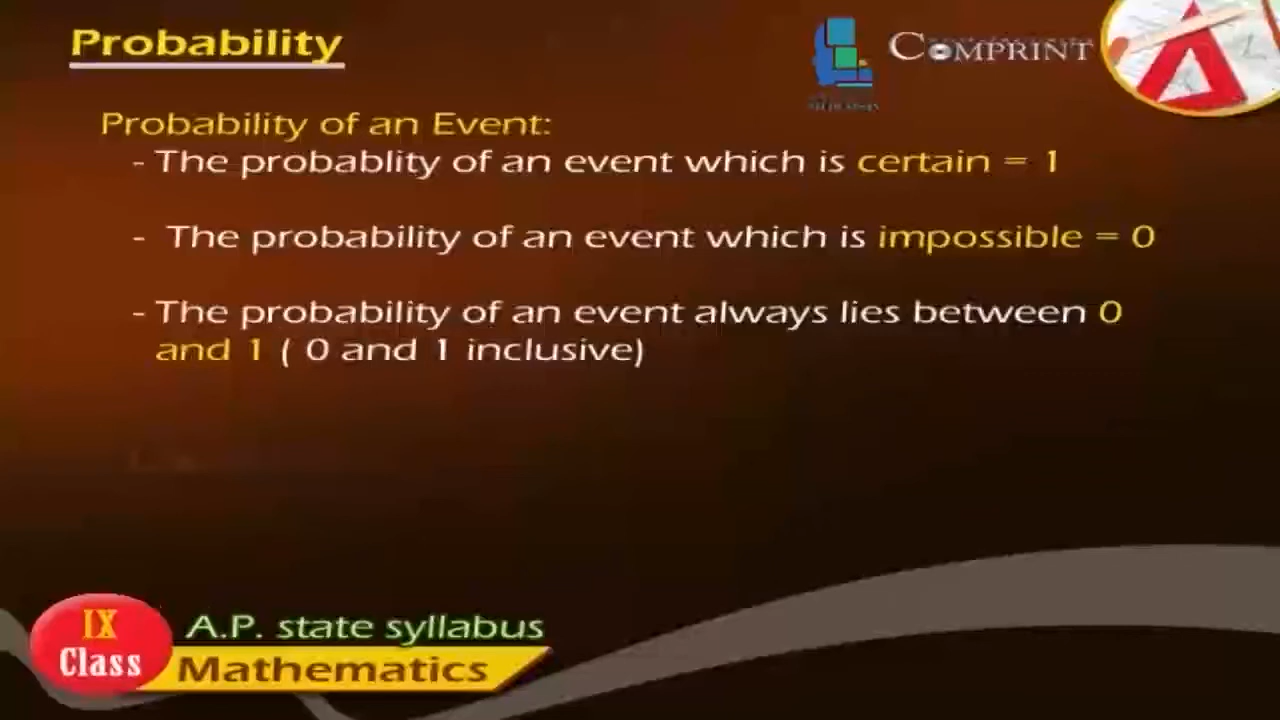 Probability
COMPRINT
Probability of an Event:
- The probablity of an event which is certain = 1
- The probability of an event which is impossible = 0
- The probability of an event always lies between 0
and 1 ( 0 and 1 inclusive)
IX
Class
A.P. state syllabus
Mathematics